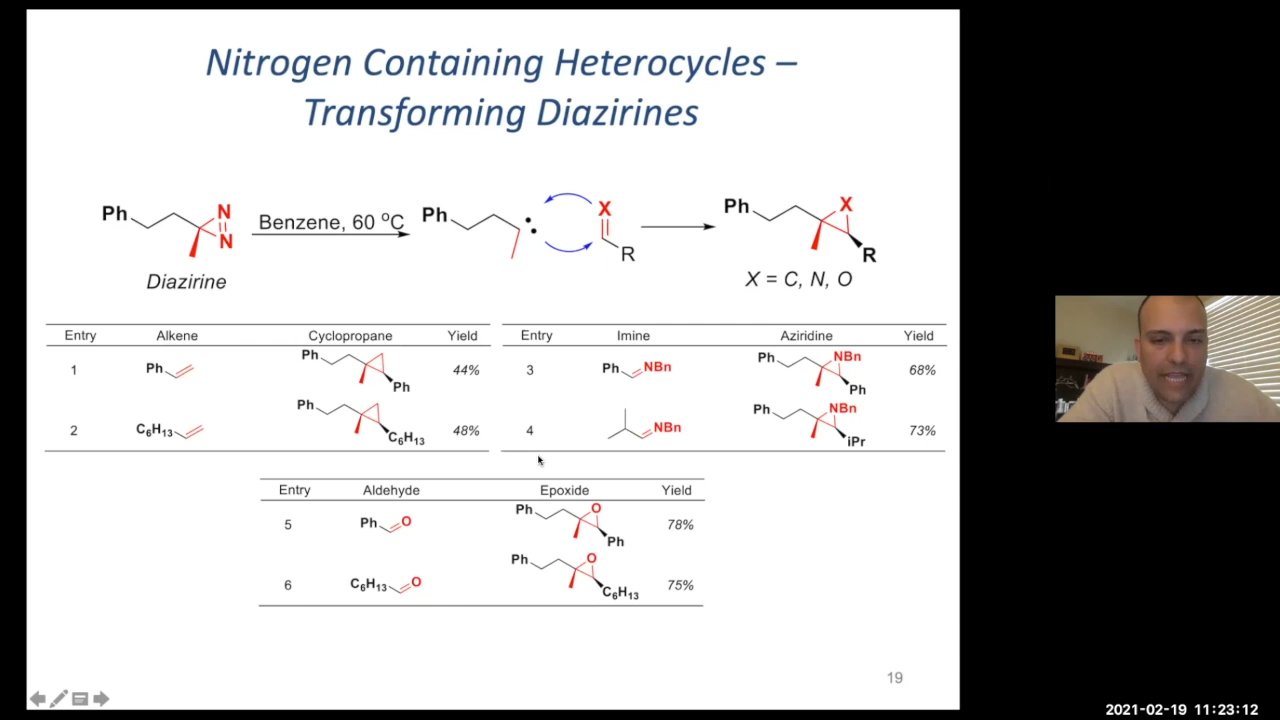 Nitrogen Containing Heterocycles –
Transforming Diazirines
Ph
N
N
Diazirine
Benzene, 60 °C
Ph
X
R
Ph
X
R
X = C, N, O
Entry Alkene Cyclopropane Yield
1 Ph Ph Ph 44%
2 C₆H₁₃ Ph C₆H₁₃ 48%
Entry Imine Aziridine Yield
3 Ph NBn Ph NBn Ph 68%
4 NBn Ph NBn iPr 73%
Entry Aldehyde Epoxide Yield
5 Ph O Ph O Ph 78%
6 C₆H₁₃ O Ph O C₆H₁₃ 75%
19
2021-02-19 11:23:12